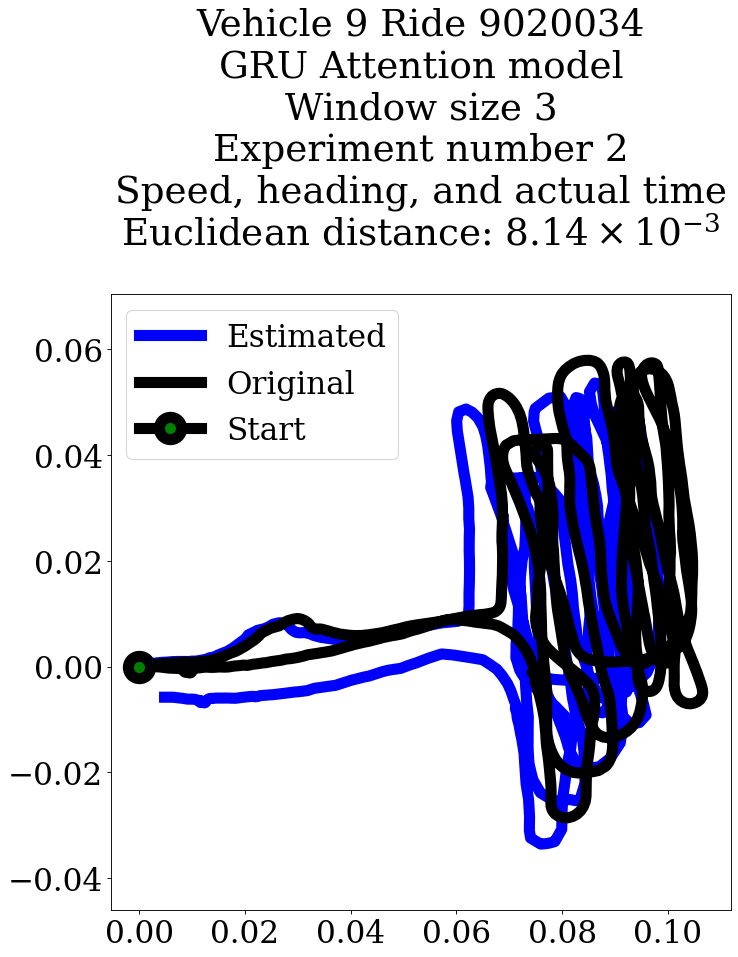 Vehicle 9 Ride 9020034
GRU Attention model
Window size 3
Experiment number 2
Speed, heading, and actual time
Euclidean distance: 8.14 × 10⁻³
Estimated
Original
Start
0.06
0.04
0.02
0.00
−0.02
−0.04
0.00 0.02 0.04 0.06 0.08 0.10